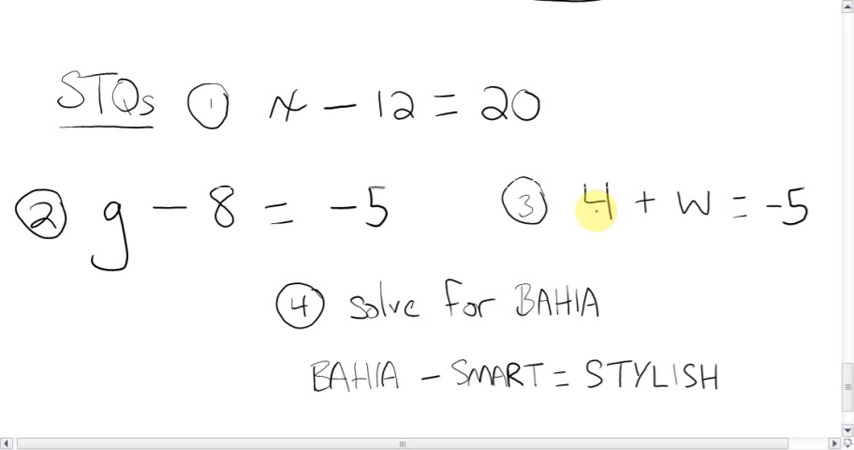 STQs ① x - 12 = 20
② g - 8 = -5 ③ 4 + w = -5
④ solve for BAHIA
BAHIA - SMART = STYLISH